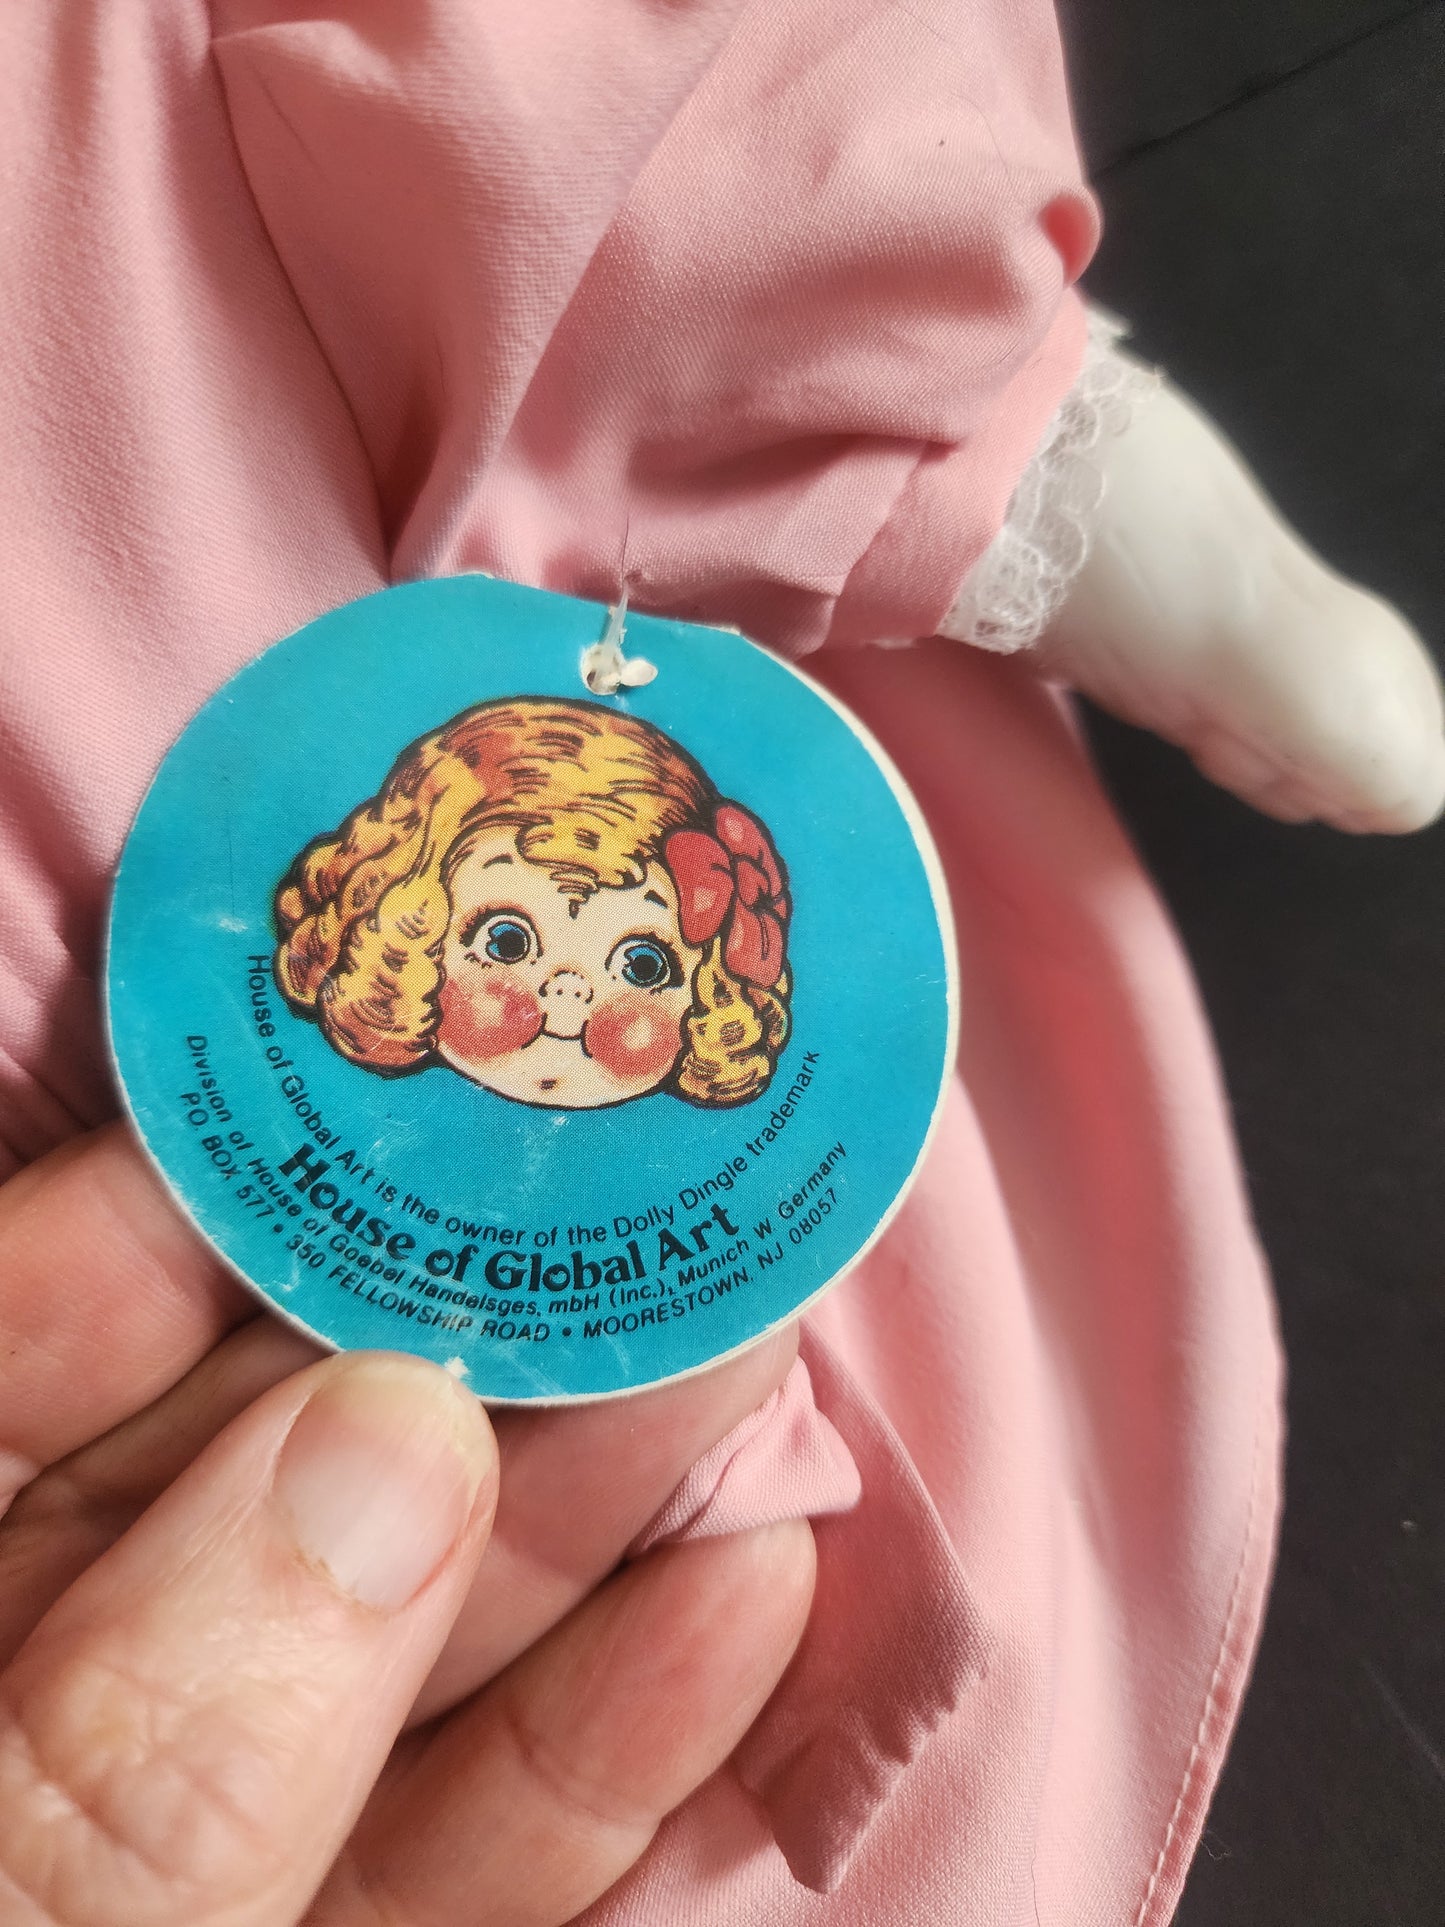 House of Global Art is the owner of the Dolly Dingle trademark
House of Global Art
Division of House of Goebel Handelsges, mbH (Inc.), Munich W Germany
P.O. BOX 577 • 350 FELLOWSHIP ROAD • MOORESTOWN, NJ 08057